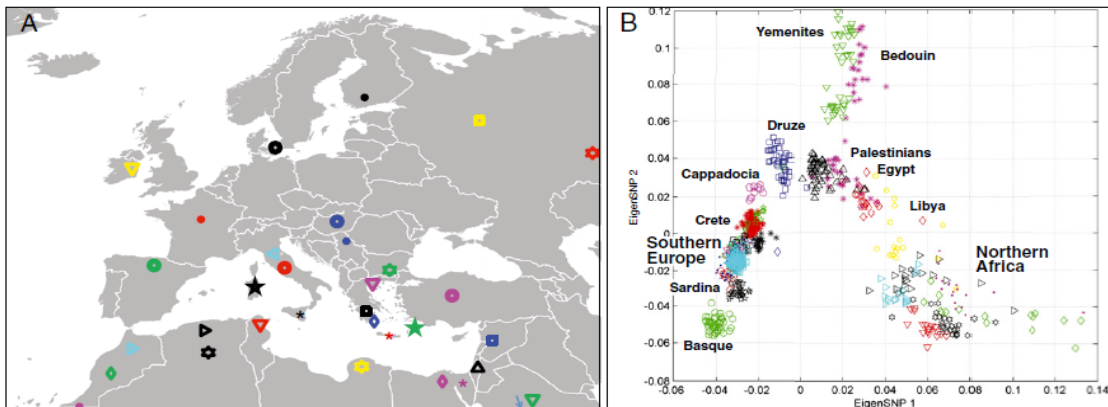 A
B
0.12
0.1
0.08
0.06
0.04
0.02
0
-0.02
-0.04
-0.06
-0.08
-0.06
-0.04
-0.02
0
0.02
0.04
0.06
0.08
0.1
0.12
0.14
EigenSNP 2
EigenSNP 1
Yemenites
Bedouin
Druze
Palestinians
Egypt
Cappadocia
Libya
Crete
Southern
Europe
Northern
Africa
Sardina
Basque